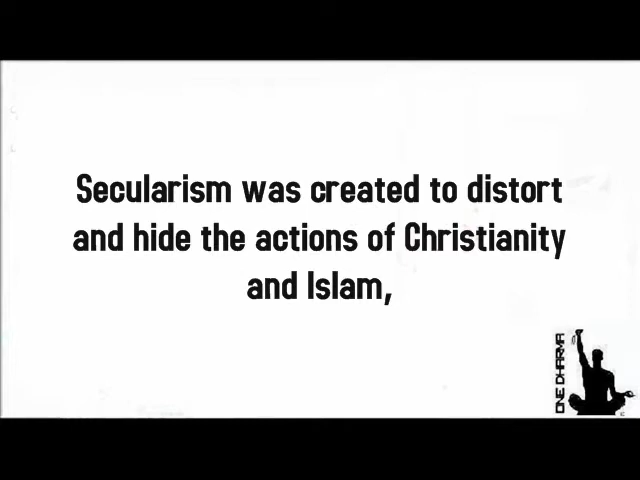 Secularism was created to distort
and hide the actions of Christianity
and Islam,
ONE DHARMA